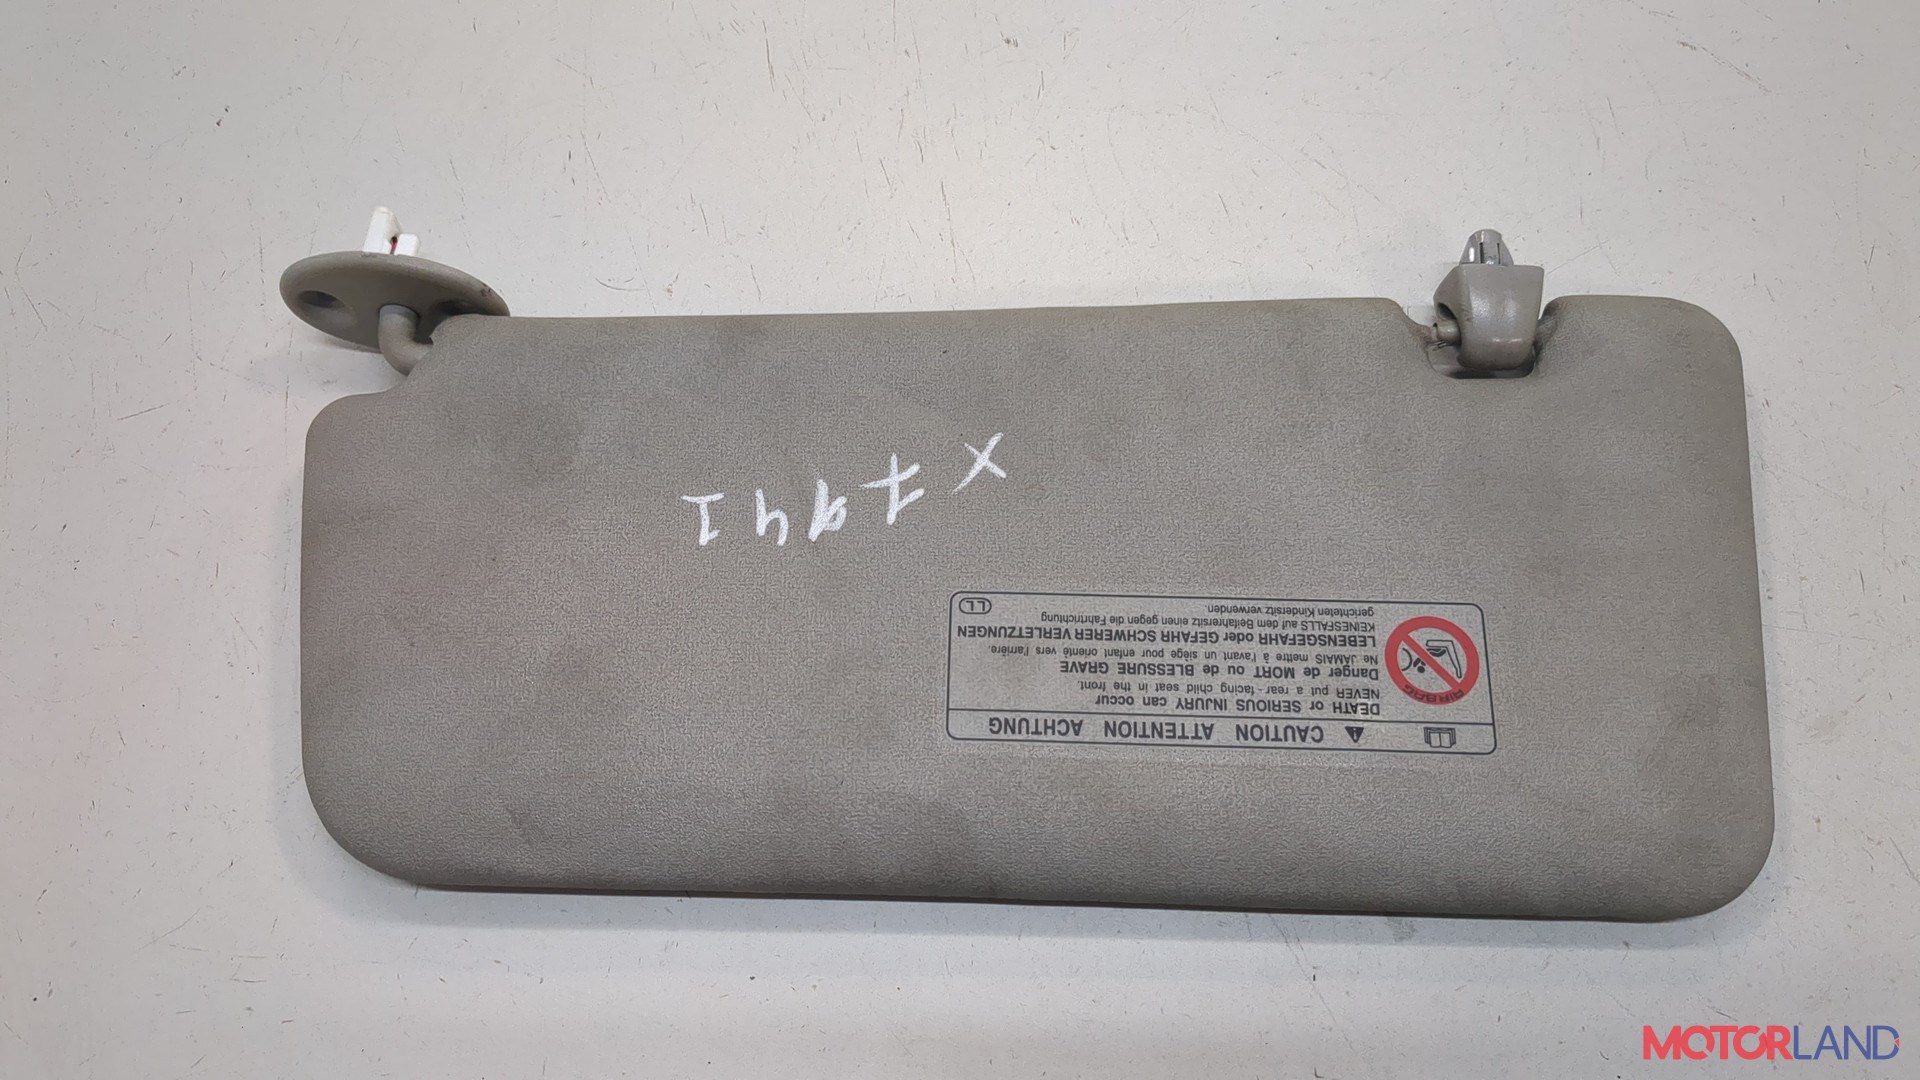 ⚠ CAUTION ATTENTION ACHTUNG
AIRBAG
DEATH or SERIOUS INJURY can occur
NEVER put a rear-facing child seat in the front.
Danger de MORT ou de BLESSURE GRAVE
Ne JAMAIS mettre à l'avant un siège pour enfant orienté vers l'arrière.
LEBENSGEFAHR oder GEFAHR SCHWERER VERLETZUNGEN
KEINESFALLS auf dem Beifahrersitz einen gegen die Fahrtrichtung
gerichteten Kindersitz verwenden.
LL
X 7941
MOTORLAND